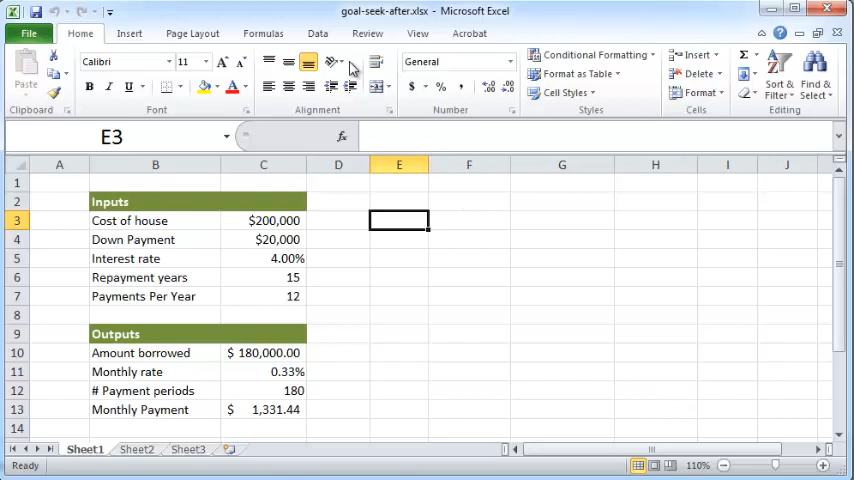 goal-seek-after.xlsx - Microsoft Excel
File Home Insert Page Layout Formulas Data Review View Acrobat
Paste Calibri 11 A A General Conditional Formatting Insert
B I U A $ % , Format as Table Delete Sort & Find &
Cell Styles Format Filter Select
Clipboard Font Alignment Number Styles Cells Editing
E3 fx
A B C D E F G H I J
1
2 Inputs
3 Cost of house $200,000
4 Down Payment $20,000
5 Interest rate 4.00%
6 Repayment years 15
7 Payments Per Year 12
8
9 Outputs
10 Amount borrowed $ 180,000.00
11 Monthly rate 0.33%
12 # Payment periods 180
13 Monthly Payment $ 1,331.44
14
Sheet1 Sheet2 Sheet3
Ready 110%